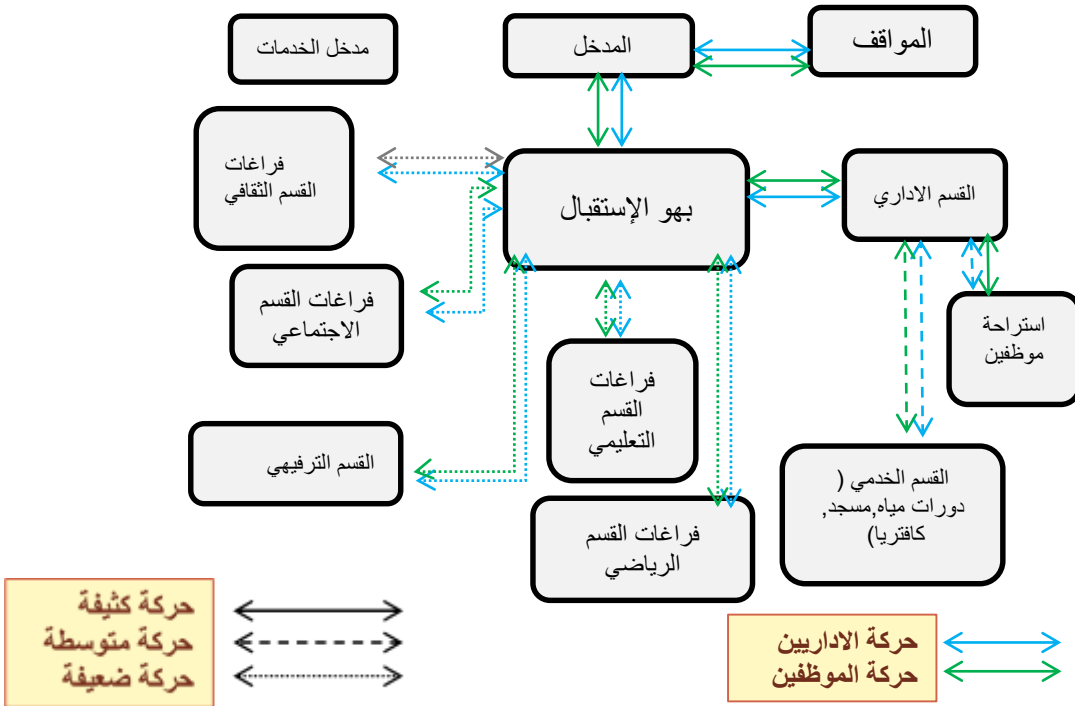 المواقف
المدخل
مدخل الخدمات
فراغات
القسم الثقافي
بهو الإستقبال
القسم الاداري
فراغات القسم
الاجتماعي
استراحة
موظفين
فراغات
القسم
التعليمي
القسم الترفيهي
القسم الخدمي (
دورات مياه,مسجد,
كافتريا)
فراغات القسم
الرياضي
حركة الاداريين
حركة الموظفين
حركة كثيفة
حركة متوسطة
حركة ضعيفة